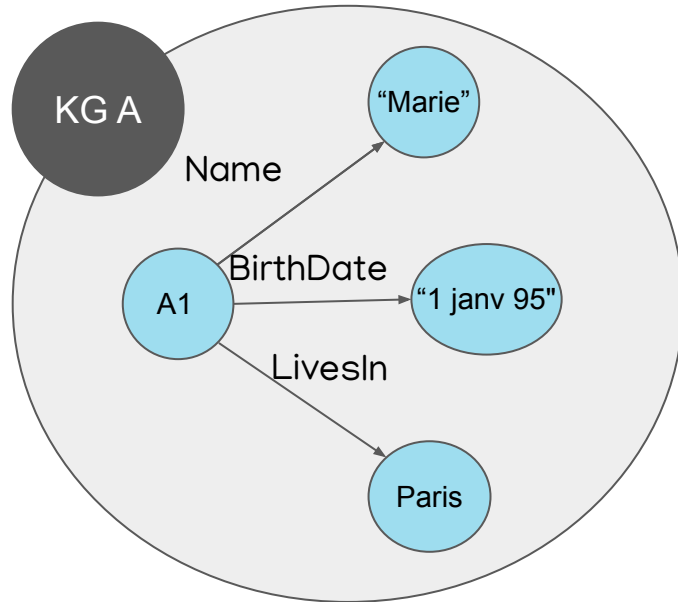 KG A
“Marie”
Name
BirthDate
A1
“1 janv 95"
LivesIn
Paris